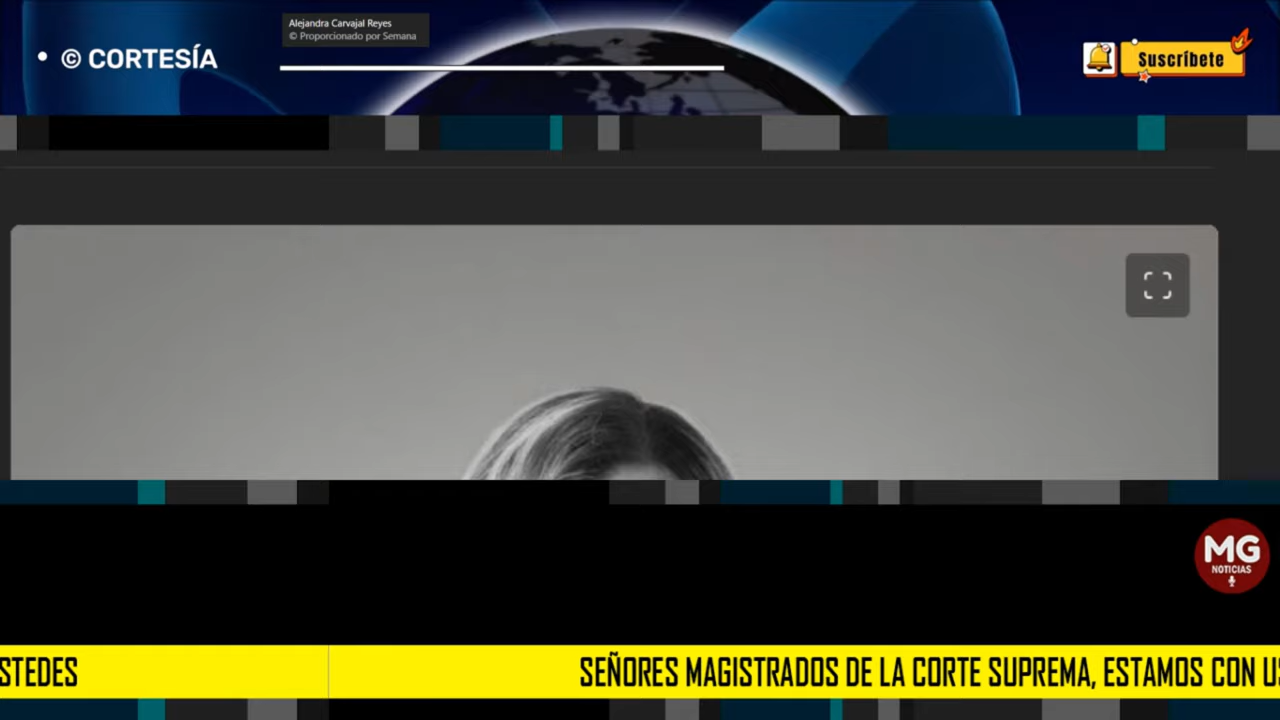 Alejandra Carvajal Reyes
© Proporcionado por Semana
• © CORTESÍA
Suscríbete
MG
NOTICIAS
STEDES
SEÑORES MAGISTRADOS DE LA CORTE SUPREMA, ESTAMOS CON US